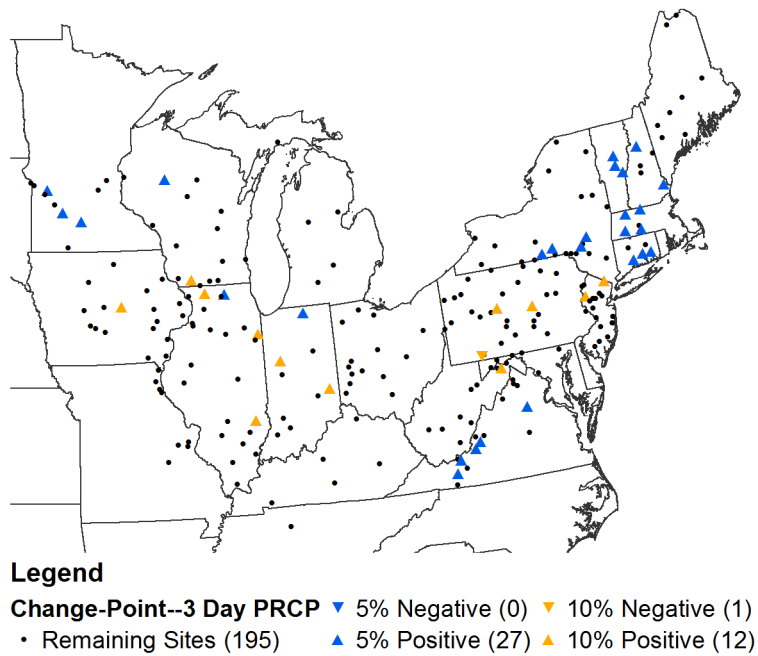 Legend
Change-Point--3 Day PRCP ▼ 5% Negative (0) ▼ 10% Negative (1)
• Remaining Sites (195) ▲ 5% Positive (27) ▲ 10% Positive (12)